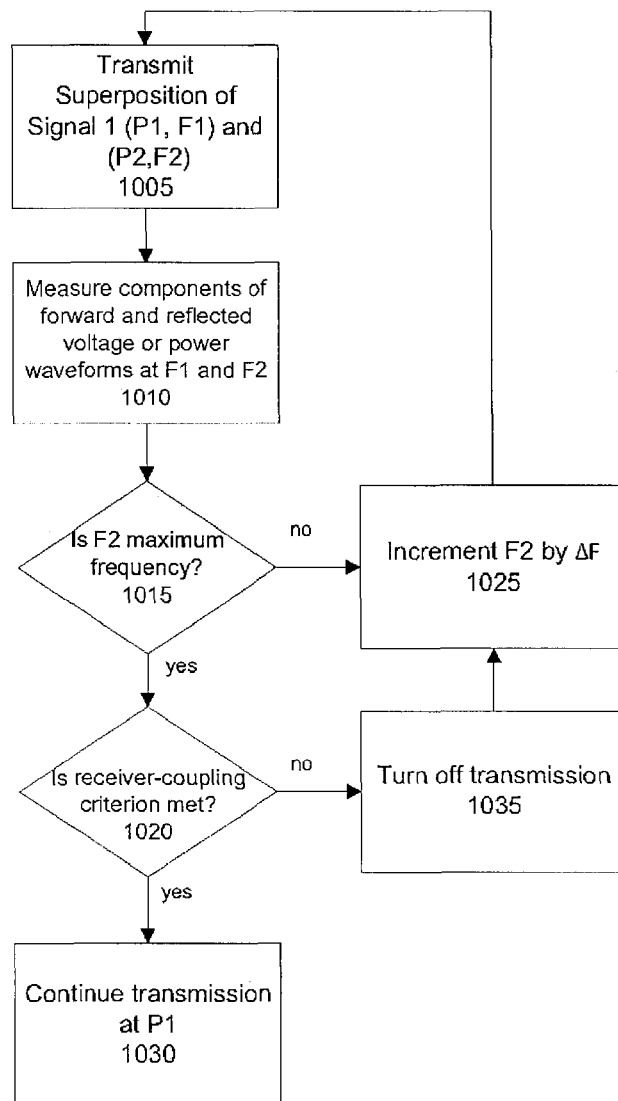 Transmit
Superposition of
Signal 1 (P1, F1) and
(P2,F2)
1005
Measure components of
forward and reflected
voltage or power
waveforms at F1 and F2
1010
Is F2 maximum
frequency?
1015
no
Increment F2 by ΔF
1025
yes
Is receiver-coupling
criterion met?
1020
no
Turn off transmission
1035
yes
Continue transmission
at P1
1030